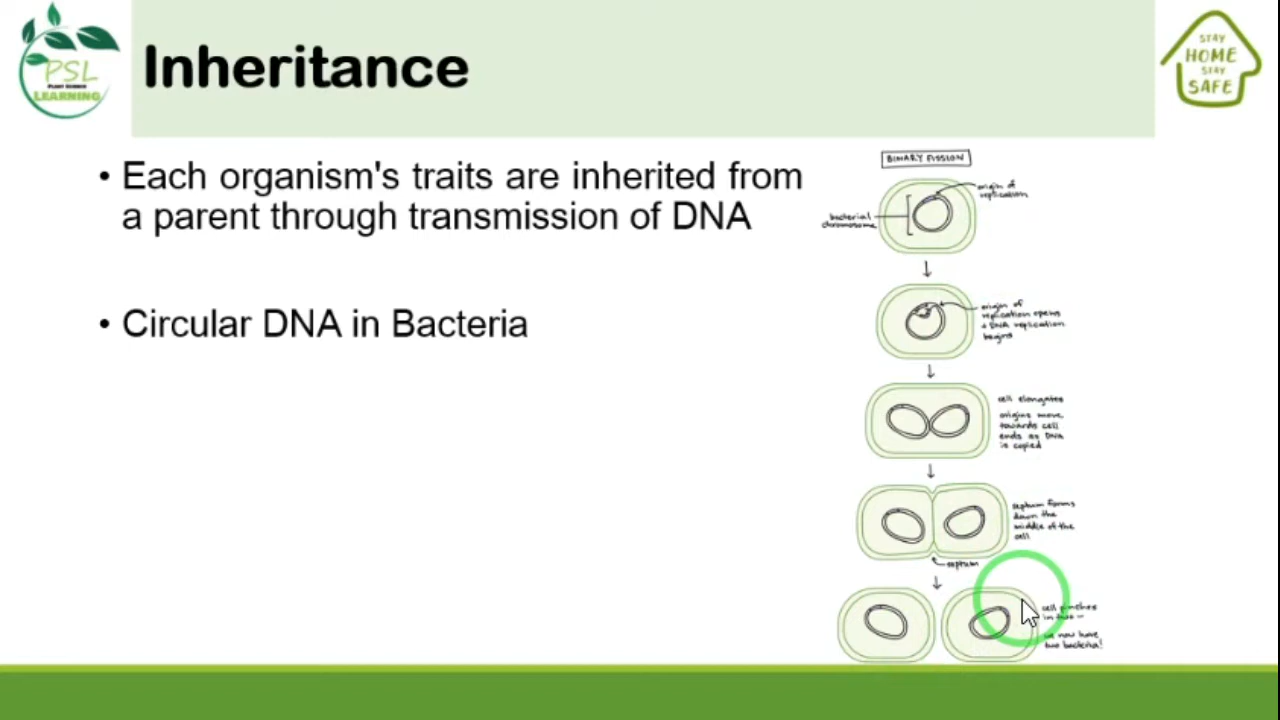 PSL
PLANT SCIENCE
LEARNING
Inheritance
STAY
HOME
STAY
SAFE
• Each organism's traits are inherited from
a parent through transmission of DNA
• Circular DNA in Bacteria
BINARY FISSION
origin of
replication
bacterial
chromosome
origin of
replication opens
+ DNA replication
begins
cell elongates
origins move
towards cell
ends as DNA
is copied
septum forms
down the
middle of the
cell
septum
cell pinches
in two –
we now have
two bacteria!